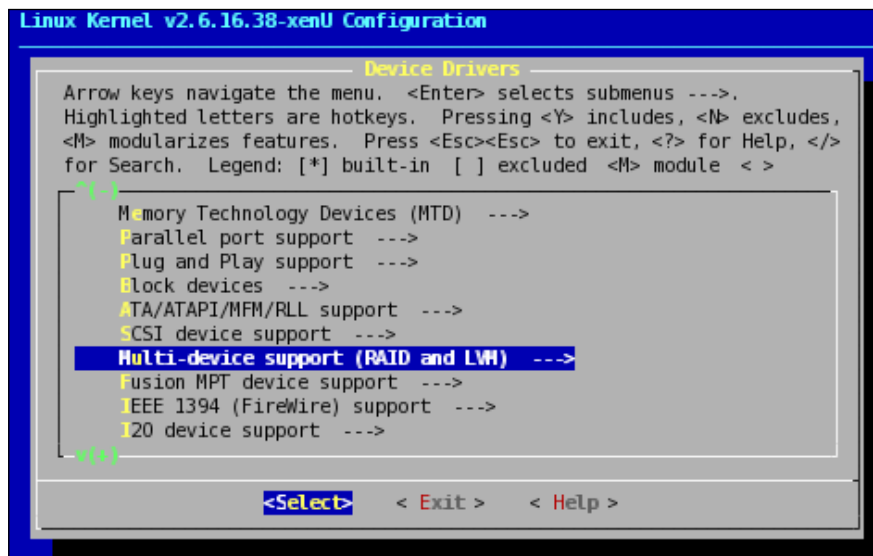 Linux Kernel v2.6.16.38-xenU Configuration
Device Drivers
Arrow keys navigate the menu.  <Enter> selects submenus --->.
Highlighted letters are hotkeys.  Pressing <Y> includes, <N> excludes,
<M> modularizes features.  Press <Esc><Esc> to exit, <?> for Help, </>
for Search.  Legend: [*] built-in  [ ] excluded  <M> module  < >
^(-)
Memory Technology Devices (MTD)  --->
Parallel port support  --->
Plug and Play support  --->
Block devices  --->
ATA/ATAPI/MFM/RLL support  --->
SCSI device support  --->
Multi-device support (RAID and LVM)  --->
Fusion MPT device support  --->
IEEE 1394 (FireWire) support  --->
I2O device support  --->
v(+)
<Select>    < Exit >    < Help >